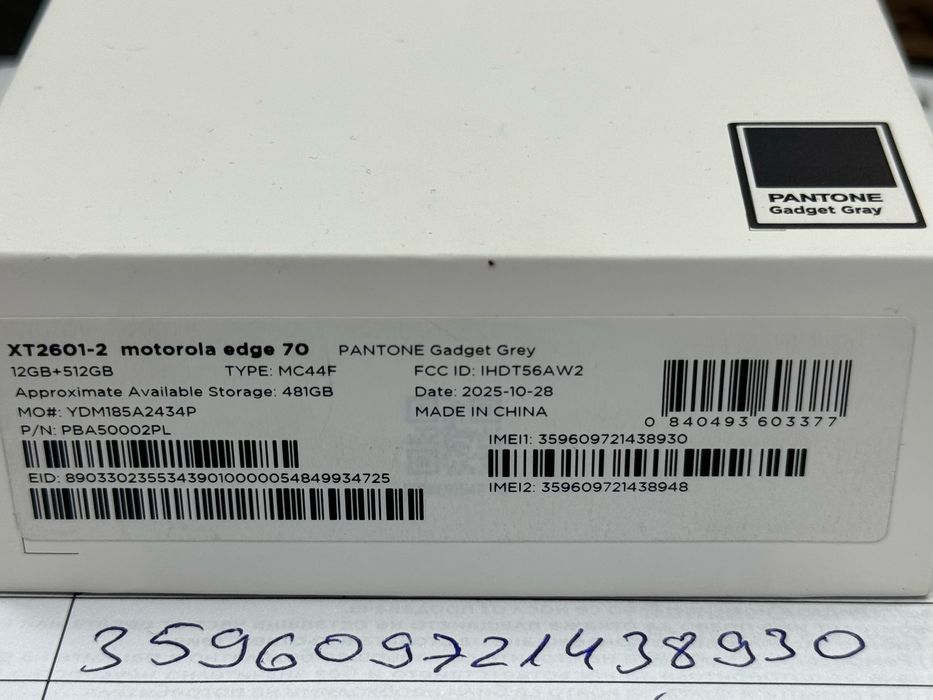 PANTONE
Gadget Gray
XT2601-2 motorola edge 70 PANTONE Gadget Grey
12GB+512GB TYPE: MC44F FCC ID: IHDT56AW2
Approximate Available Storage: 481GB Date: 2025-10-28
MO#: YDM185A2434P MADE IN CHINA
P/N: PBA50002PL
0 840493 603377
IMEI1: 359609721438930
EID: 89033023553439010000054849934725
IMEI2: 359609721438948
359609721438930